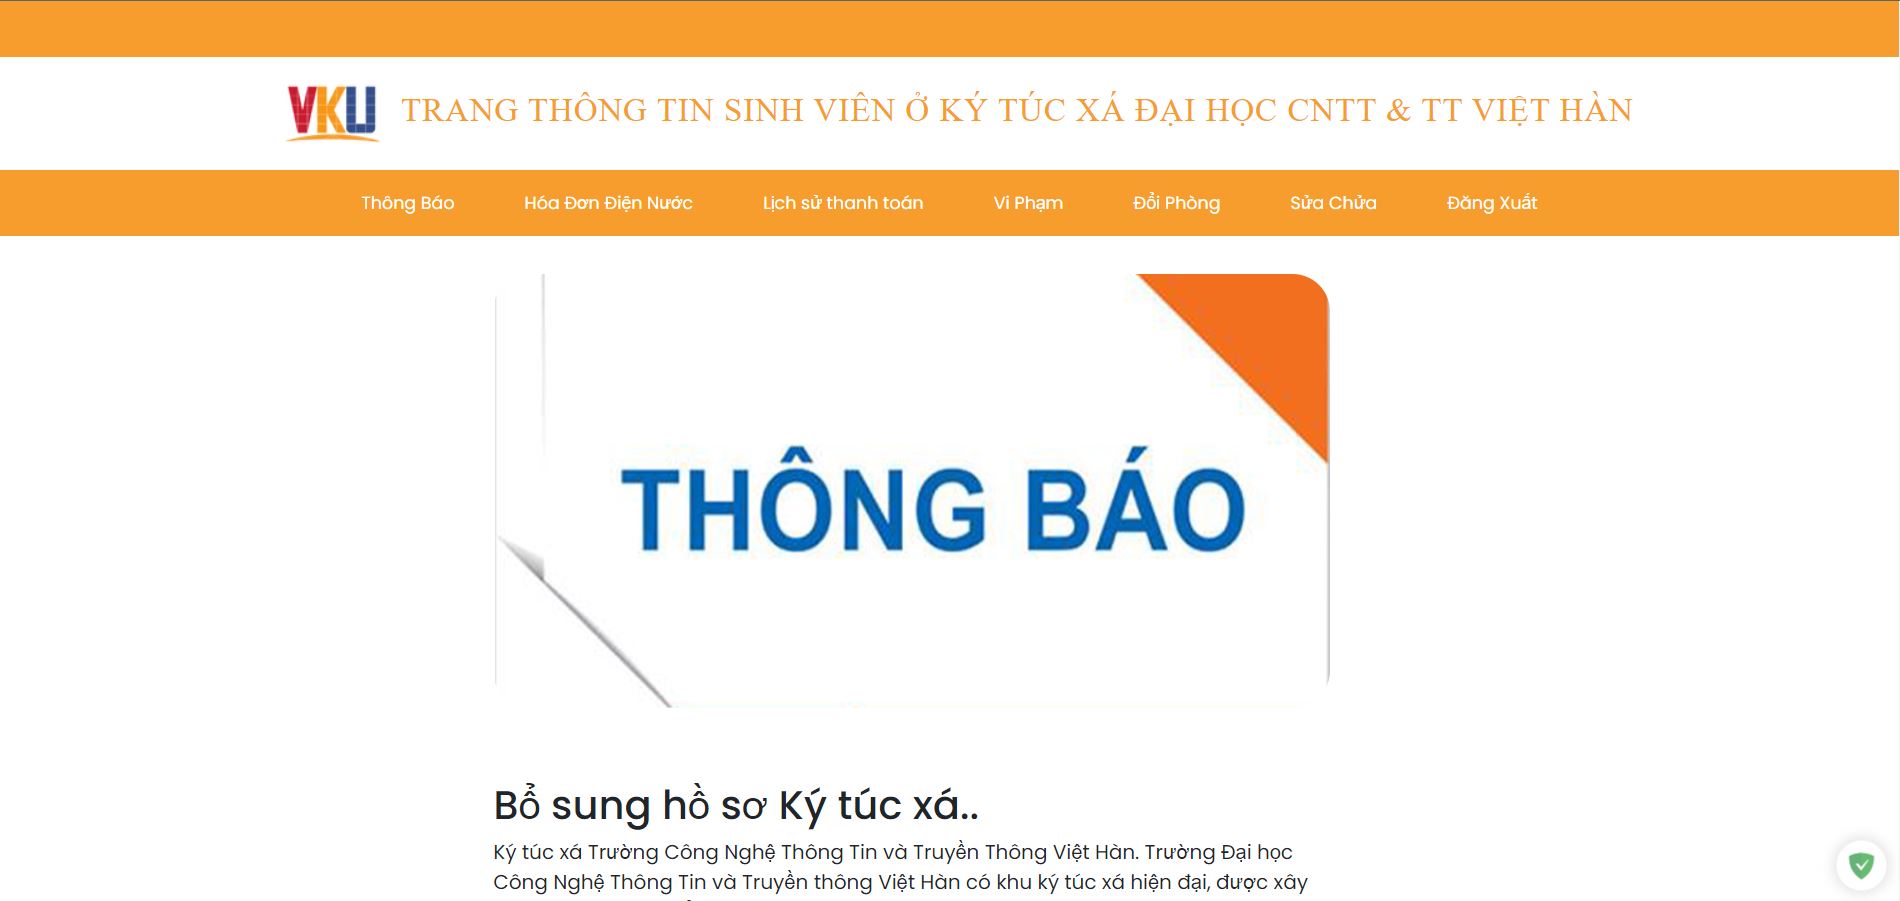 VKU TRANG THÔNG TIN SINH VIÊN Ở KÝ TÚC XÁ ĐẠI HỌC CNTT & TT VIỆT HÀN
Thông Báo Hóa Đơn Điện Nước Lịch sử thanh toán Vi Phạm Đổi Phòng Sửa Chửa Đăng Xuất
THÔNG BÁO
Bổ sung hồ sơ Ký túc xá..
Ký túc xá Trường Công Nghệ Thông Tin và Truyền Thông Việt Hàn. Trường Đại học
Công Nghệ Thông Tin và Truyền thông Việt Hàn có khu ký túc xá hiện đại, được xây